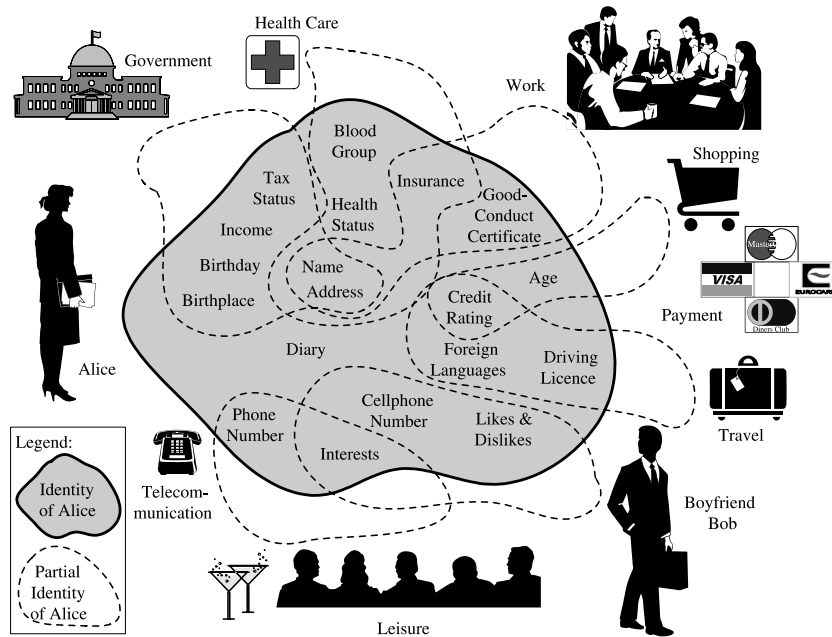 Health Care
Government
Work
Shopping
Blood
Group
Insurance
Tax
Status
Good-
Conduct
Certificate
Health
Status
Income
Birthday
Birthplace
Name
Address
Age
Credit
Rating
VISA
EUROCARD
Diners Club
Payment
Alice
Diary
Foreign
Languages
Driving
Licence
Travel
Phone
Number
Cellphone
Number
Likes &
Dislikes
Interests
Telecom-
munication
Boyfriend
Bob
Leisure
Legend:
Identity
of Alice
Partial
Identity
of Alice